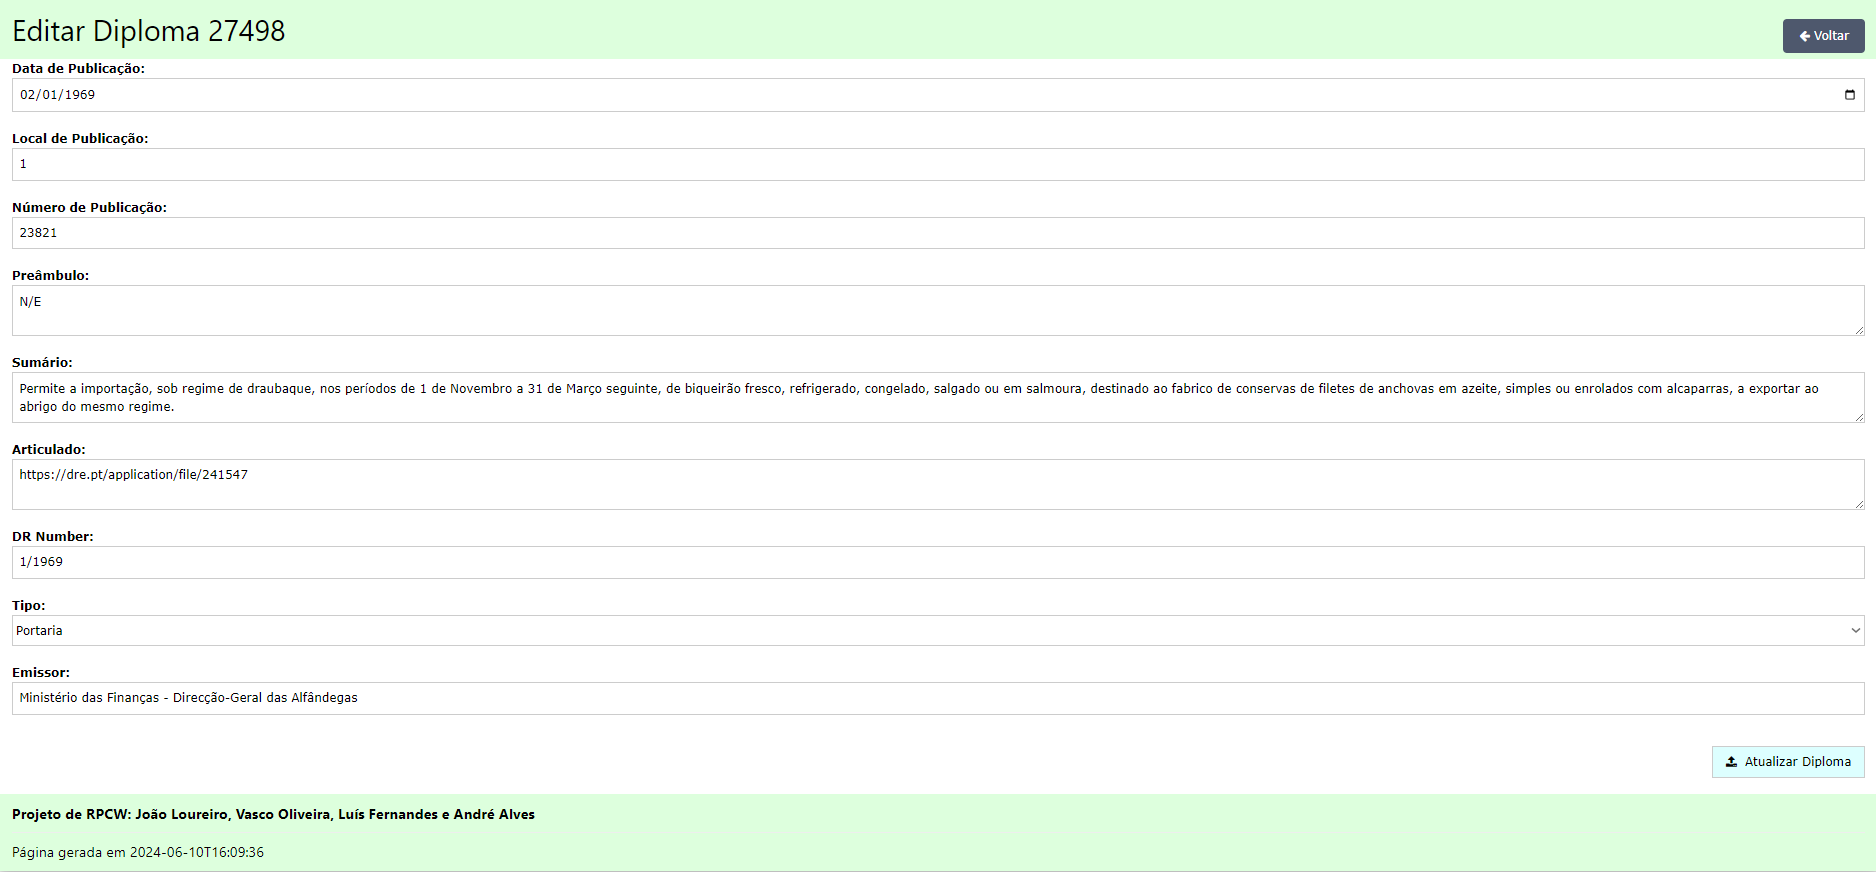 Editar Diploma 27498
Voltar
Data de Publicação:
02/01/1969
Local de Publicação:
1
Número de Publicação:
23821
Preâmbulo:
N/E
Sumário:
Permite a importação, sob regime de draubaque, nos períodos de 1 de Novembro a 31 de Março seguinte, de biqueirão fresco, refrigerado, congelado, salgado ou em salmoura, destinado ao fabrico de conservas de filetes de anchovas em azeite, simples ou enrolados com alcaparras, a exportar ao
abrigo do mesmo regime.
Articulado:
https://dre.pt/application/file/241547
DR Number:
1/1969
Tipo:
Portaria
Emissor:
Ministério das Finanças - Direcção-Geral das Alfândegas
Atualizar Diploma
Projeto de RPCW: João Loureiro, Vasco Oliveira, Luís Fernandes e André Alves
Página gerada em 2024-06-10T16:09:36